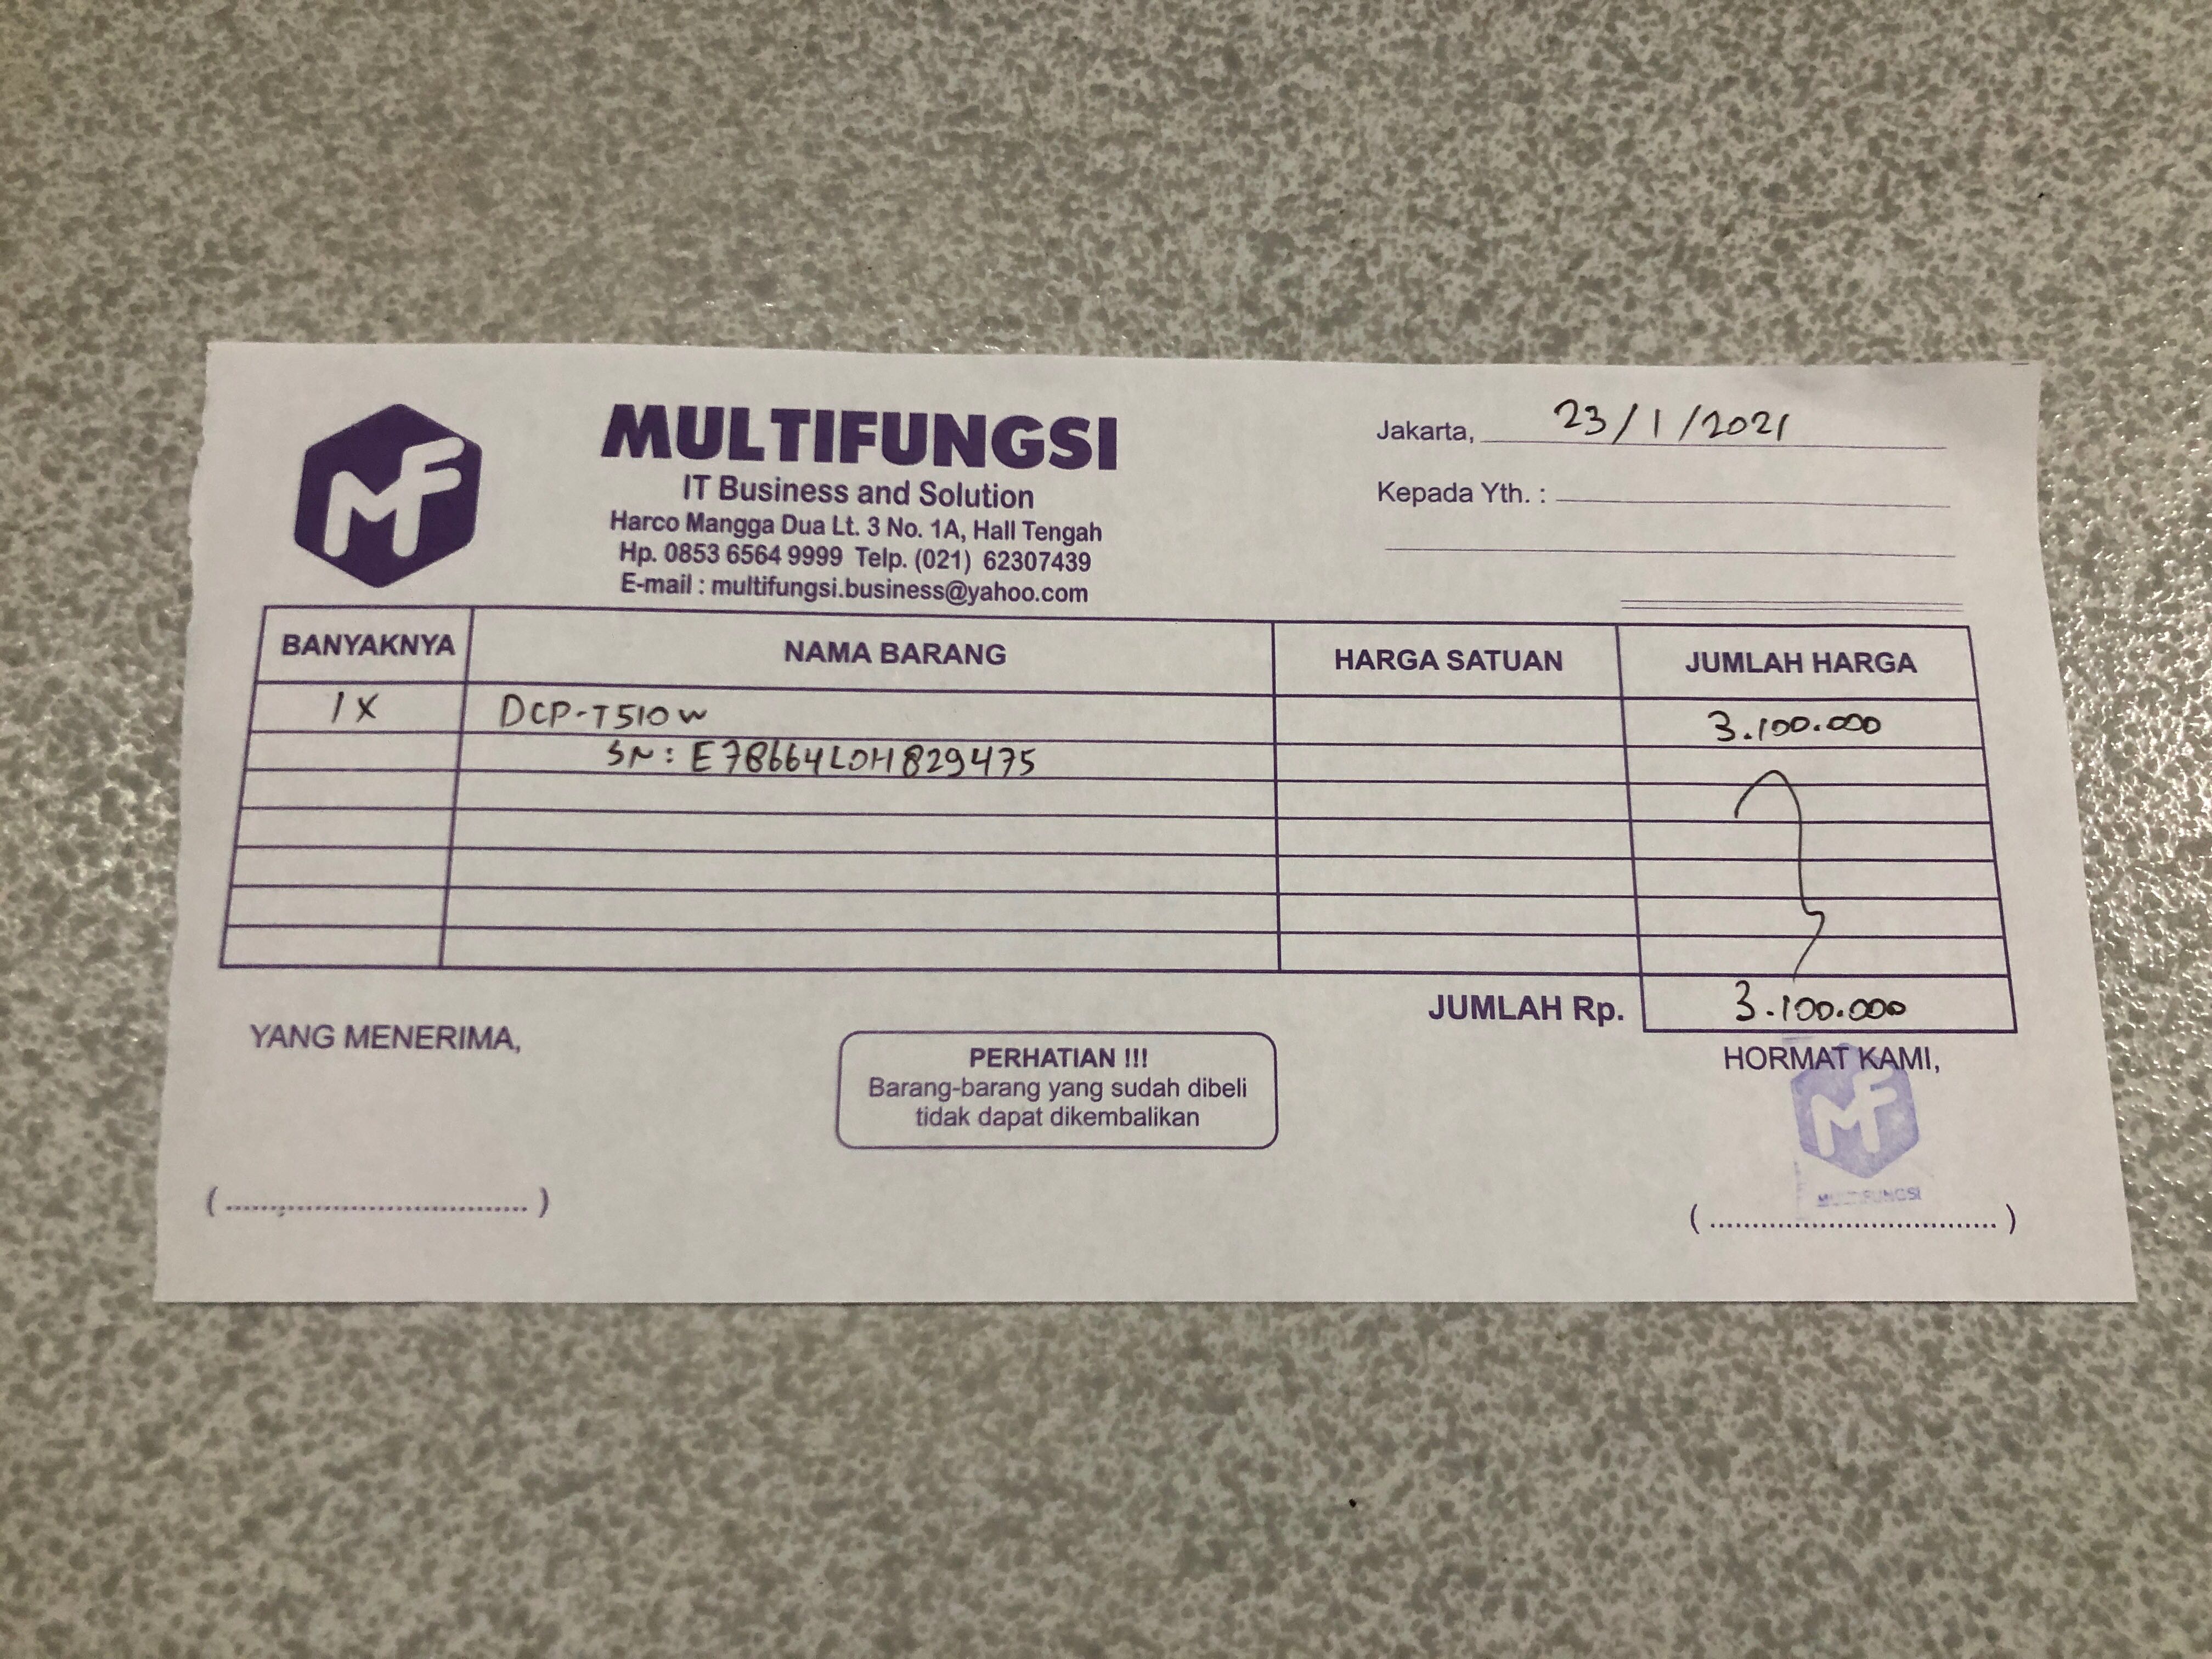 MF
MULTIFUNGSI
IT Business and Solution
Harco Mangga Dua Lt. 3 No. 1A, Hall Tengah
Hp. 0853 6564 9999 Telp. (021) 62307439
E-mail : multifungsi.business@yahoo.com
Jakarta, 23/1/2021
Kepada Yth. :
BANYAKNYA NAMA BARANG HARGA SATUAN JUMLAH HARGA
1X DCP-T510W 3.100.000
SN: E78664L0H829475
JUMLAH Rp. 3.100.000
YANG MENERIMA,
PERHATIAN !!!
Barang-barang yang sudah dibeli
tidak dapat dikembalikan
HORMAT KAMI,
MF
MULTIFUNGSI
(....................................)
(....................................)